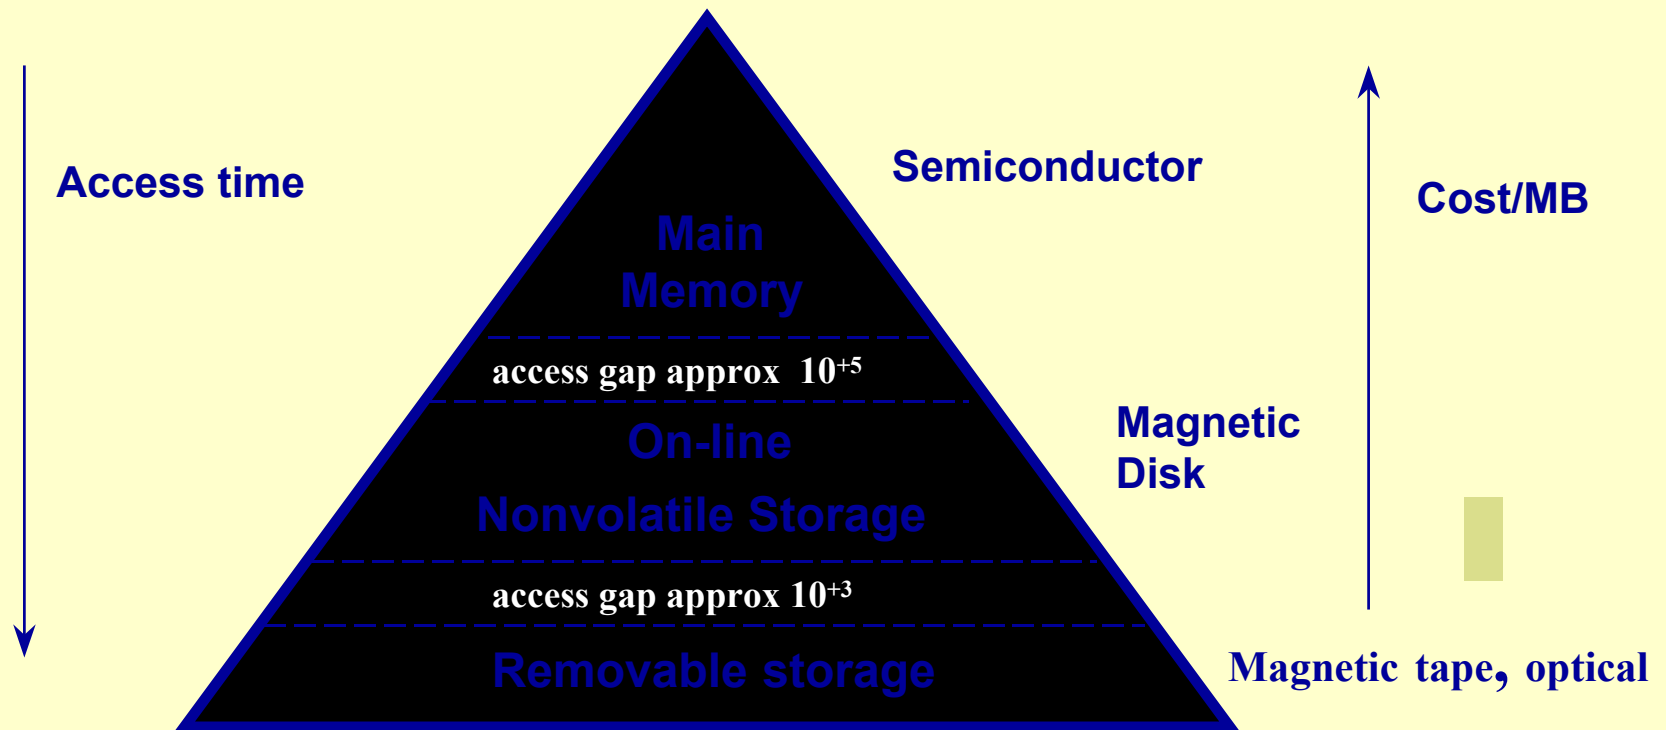 Access time
Semiconductor
Cost/MB
Main
Memory
access gap approx 10⁺⁵
On-line
Magnetic
Disk
Nonvolatile Storage
access gap approx 10⁺³
Removable storage
Magnetic tape, optical